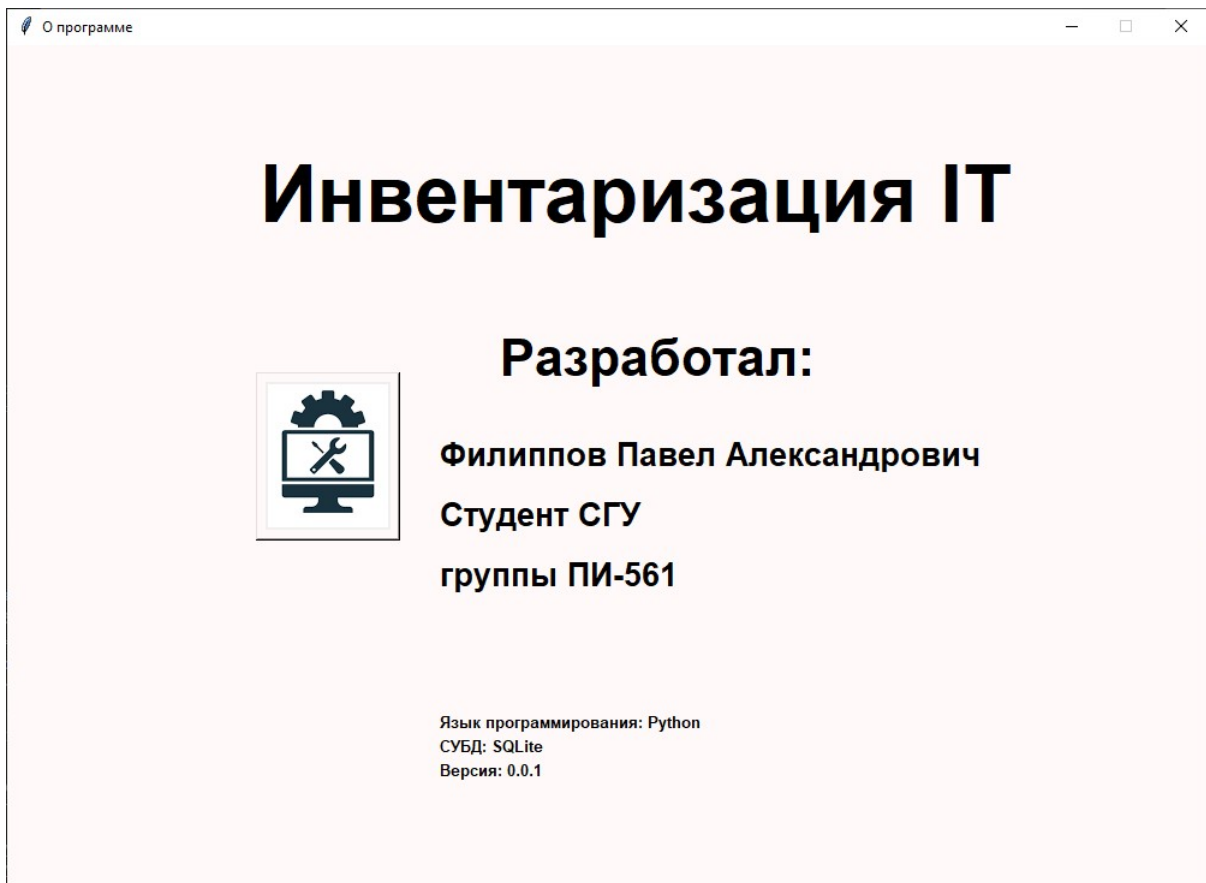 О программе
Инвентаризация IT
Разработал:
Филиппов Павел Александрович
Студент СГУ
группы ПИ-561
Язык программирования: Python
СУБД: SQLite
Версия: 0.0.1